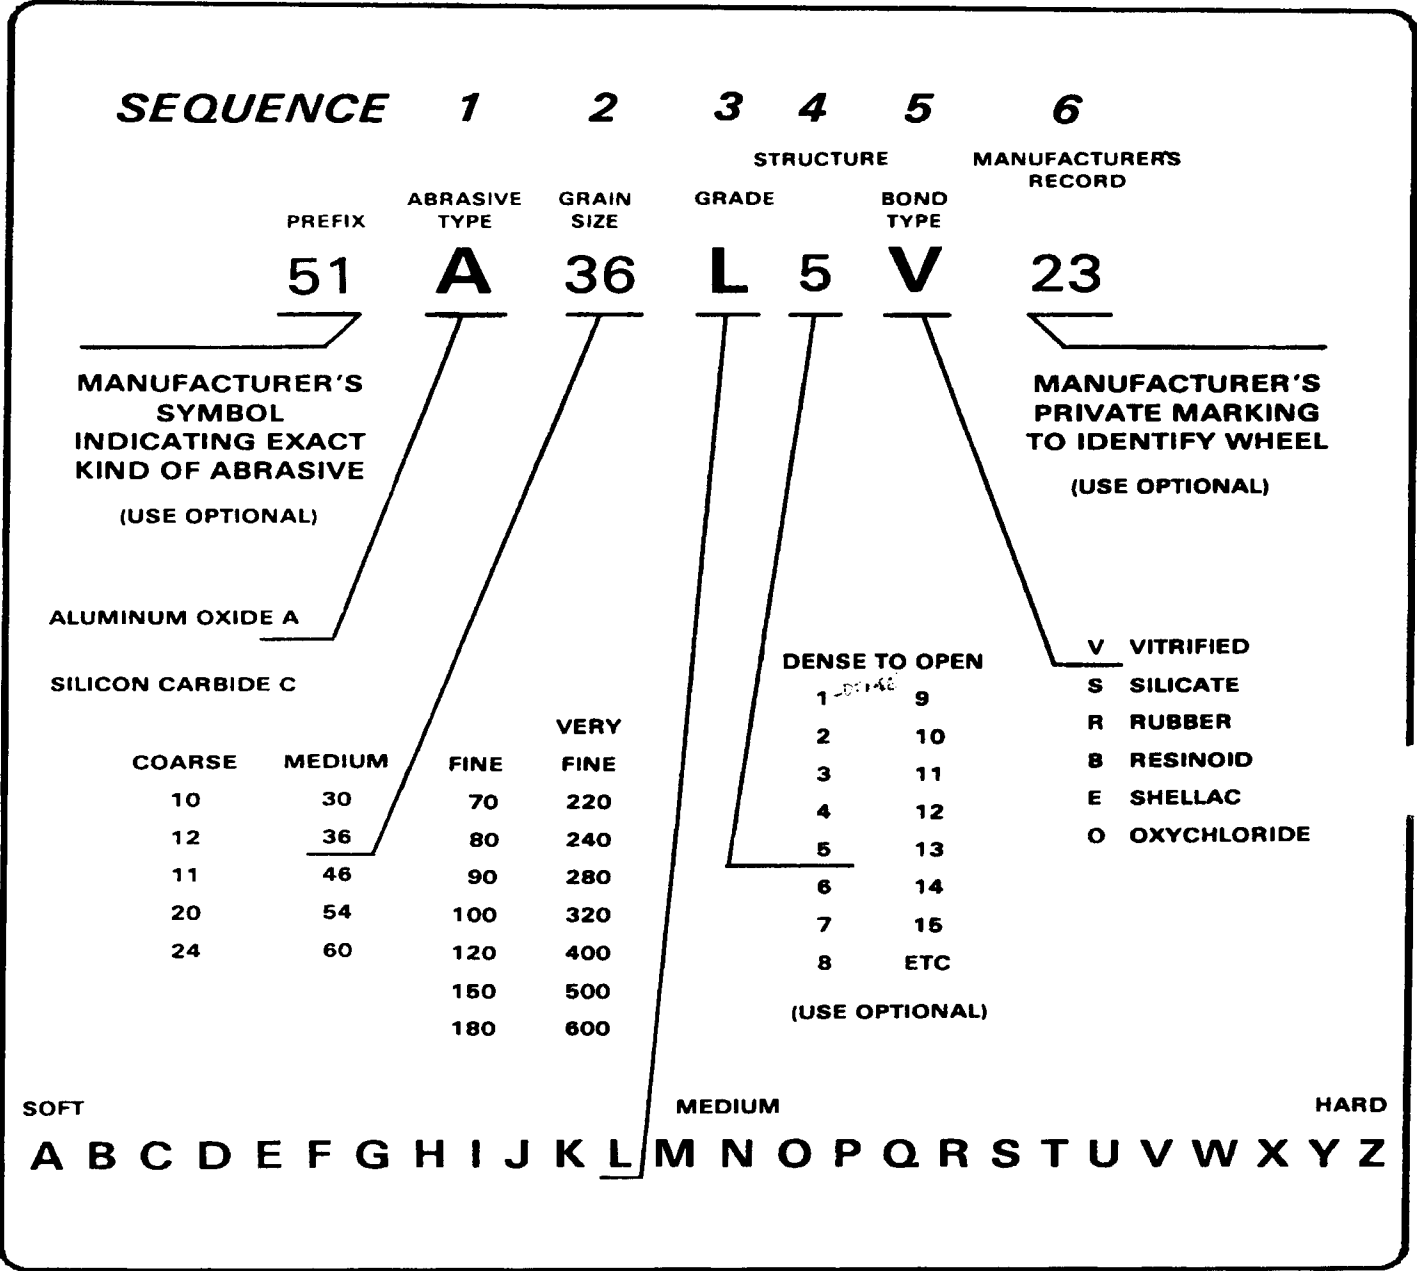 SEQUENCE 1 2 3 4 5 6
STRUCTURE MANUFACTURER'S
RECORD
ABRASIVE GRAIN GRADE BOND
PREFIX TYPE SIZE TYPE
51 A 36 L 5 V 23
MANUFACTURER'S
SYMBOL
INDICATING EXACT
KIND OF ABRASIVE
(USE OPTIONAL)
MANUFACTURER'S
PRIVATE MARKING
TO IDENTIFY WHEEL
(USE OPTIONAL)
ALUMINUM OXIDE A
SILICON CARBIDE C
VERY
COARSE MEDIUM FINE FINE
10 30 70 220
12 36 80 240
11 46 90 280
20 54 100 320
24 60 120 400
150 500
180 600
DENSE TO OPEN
1 9
2 10
3 11
4 12
5 13
6 14
7 15
8 ETC
(USE OPTIONAL)
V VITRIFIED
S SILICATE
R RUBBER
B RESINOID
E SHELLAC
O OXYCHLORIDE
SOFT MEDIUM HARD
A B C D E F G H I J K L M N O P Q R S T U V W X Y Z